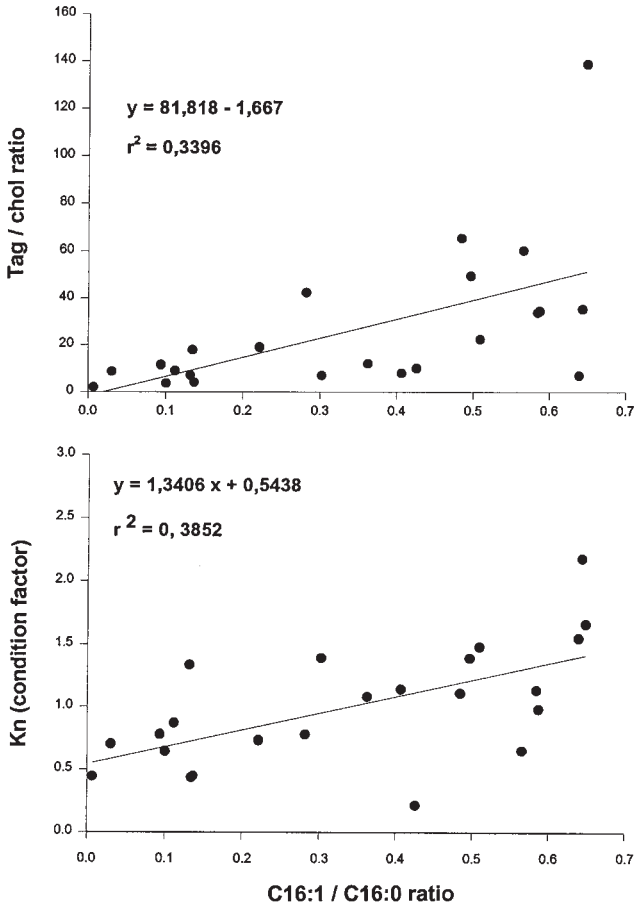 160
140
120
100
80
60
40
20
0
Tag / chol ratio
y = 81,818 - 1,667
r² = 0,3396
0.0 0.1 0.2 0.3 0.4 0.5 0.6 0.7
3.0
2.5
2.0
1.5
1.0
0.5
0.0
Kn (condition factor)
y = 1,3406 x + 0,5438
r ² = 0, 3852
0.0 0.1 0.2 0.3 0.4 0.5 0.6 0.7
C16:1 / C16:0 ratio